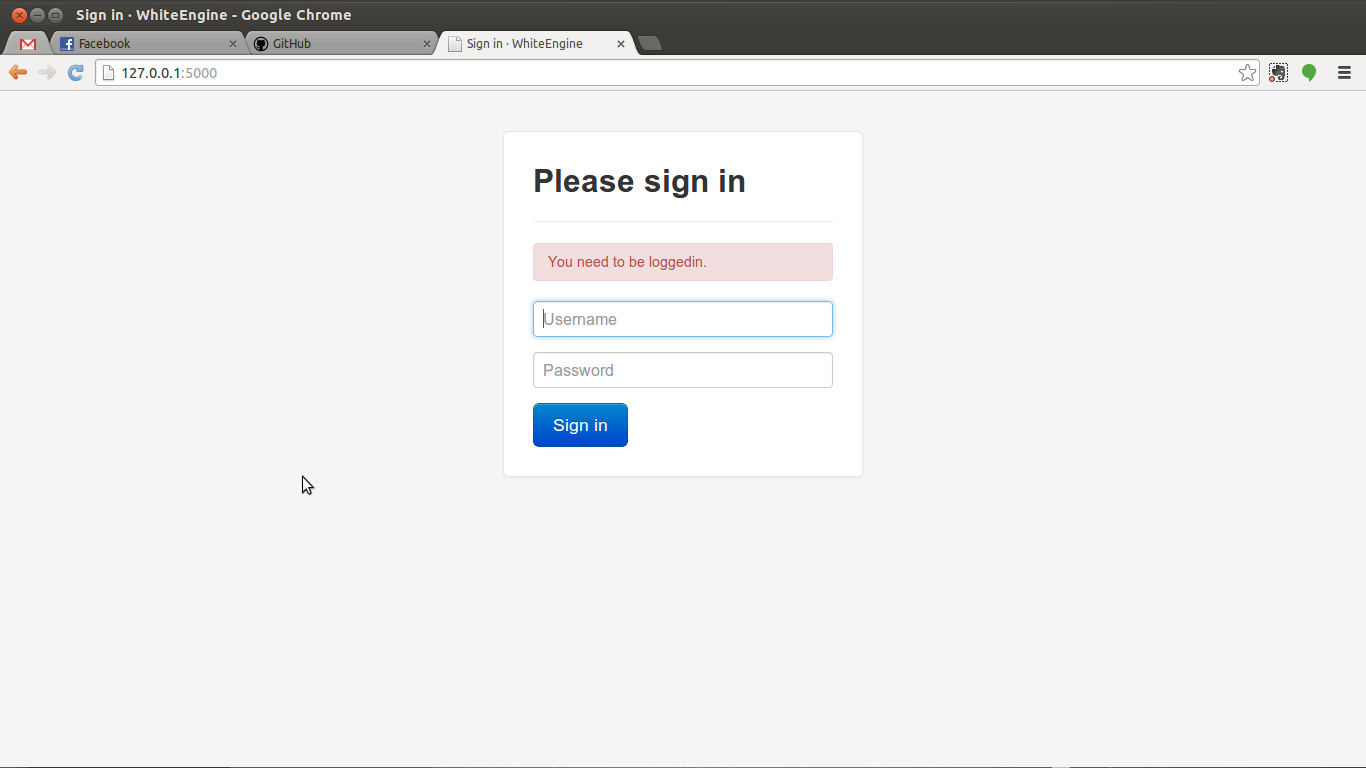 Sign in · WhiteEngine - Google Chrome
Facebook
GitHub
Sign in · WhiteEngine
127.0.0.1:5000
Please sign in
You need to be loggedin.
Username
Password
Sign in